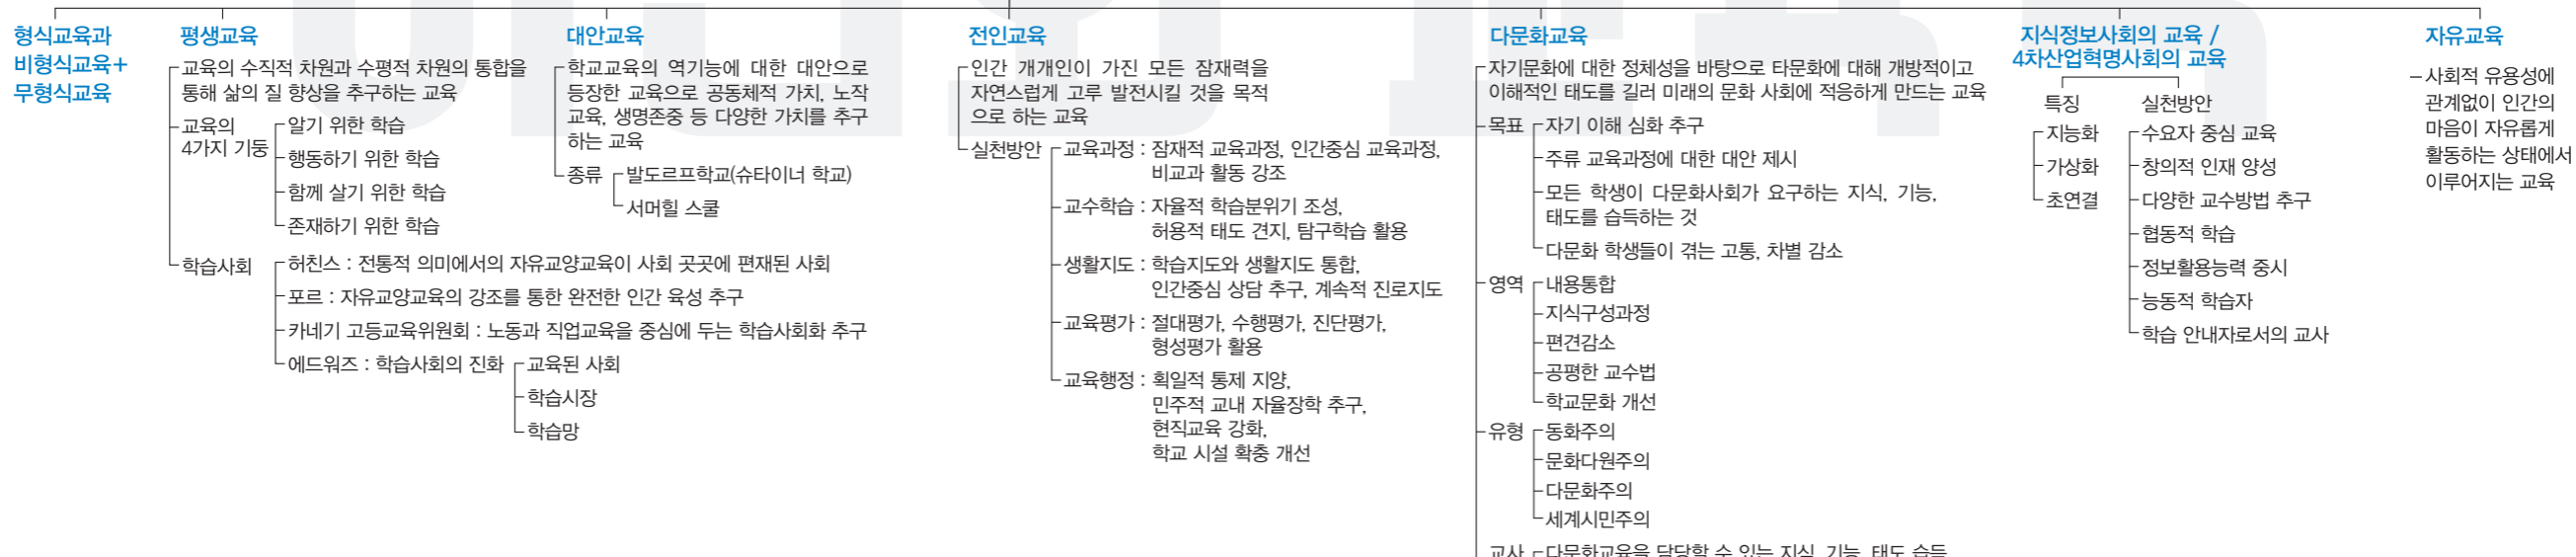 형식교육과
비형식교육+
무형식교육
평생교육
교육의 수직적 차원과 수평적 차원의 통합을
통해 삶의 질 향상을 추구하는 교육
교육의
4가지 기둥
알기 위한 학습
행동하기 위한 학습
함께 살기 위한 학습
존재하기 위한 학습
학습사회
허친스 : 전통적 의미에서의 자유교양교육이 사회 곳곳에 편재된 사회
포르 : 자유교양교육의 강조를 통한 완전한 인간 육성 추구
카네기 고등교육위원회 : 노동과 직업교육을 중심에 두는 학습사회화 추구
에드워즈 : 학습사회의 진화
교육된 사회
학습시장
학습망
대안교육
학교교육의 역기능에 대한 대안으로
등장한 교육으로 공동체적 가치, 노작
교육, 생명존중 등 다양한 가치를 추구
하는 교육
종류
발도르프학교(슈타이너 학교)
서머힐 스쿨
전인교육
인간 개개인이 가진 모든 잠재력을
자연스럽게 고루 발전시킬 것을 목적
으로 하는 교육
실천방안
교육과정 : 잠재적 교육과정, 인간중심 교육과정,
비교과 활동 강조
교수학습 : 자율적 학습분위기 조성,
허용적 태도 견지, 탐구학습 활용
생활지도 : 학습지도와 생활지도 통합,
인간중심 상담 추구, 계속적 진로지도
교육평가 : 절대평가, 수행평가, 진단평가,
형성평가 활용
교육행정 : 획일적 통제 지양,
민주적 교내 자율장학 추구,
현직교육 강화,
학교 시설 확충 개선
다문화교육
자기문화에 대한 정체성을 바탕으로 타문화에 대해 개방적이고
이해적인 태도를 길러 미래의 문화 사회에 적응하게 만드는 교육
목표
자기 이해 심화 추구
주류 교육과정에 대한 대안 제시
모든 학생이 다문화사회가 요구하는 지식, 기능,
태도를 습득하는 것
다문화 학생들이 겪는 고통, 차별 감소
영역
내용통합
지식구성과정
편견감소
공평한 교수법
학교문화 개선
유형
동화주의
문화다원주의
다문화주의
세계시민주의
교사
다문화교육을 담당할 수 있는 지식, 기능, 태도 습득
지식정보사회의 교육 /
4차산업혁명사회의 교육
특징
지능화
가상화
초연결
실천방안
수요자 중심 교육
창의적 인재 양성
다양한 교수방법 추구
협동적 학습
정보활용능력 중시
능동적 학습자
학습 안내자로서의 교사
자유교육
사회적 유용성에
관계없이 인간의
마음이 자유롭게
활동하는 상태에서
이루어지는 교육